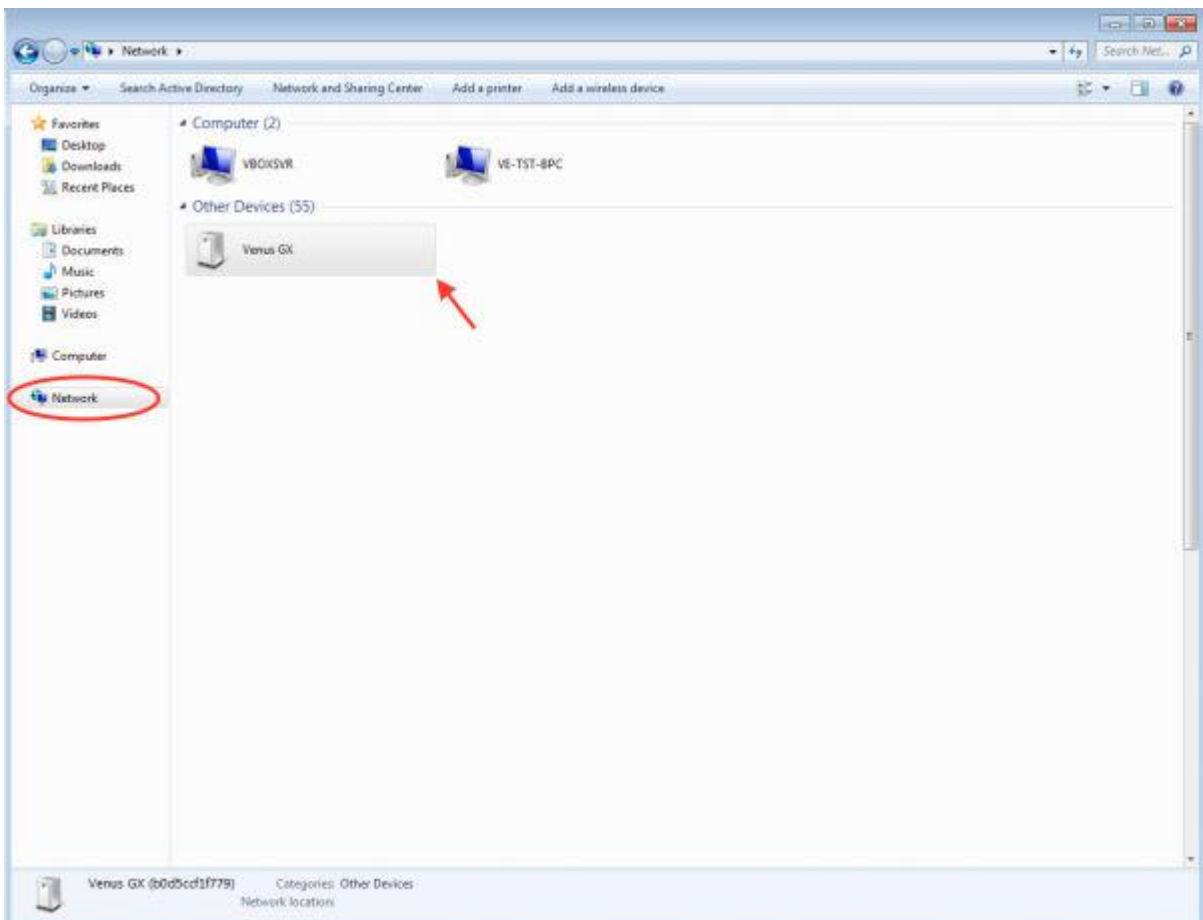 Network
Search Net...
Organize Search Active Directory Network and Sharing Center Add a printer Add a wireless device
Favorites
Desktop
Downloads
Recent Places
Libraries
Documents
Music
Pictures
Videos
Computer
Network
Computer (2)
VBOXSVR VE-TST-8PC
Other Devices (55)
Venus GX
Venus GX (b0d5ccf1f779) Categories: Other Devices
Network location: